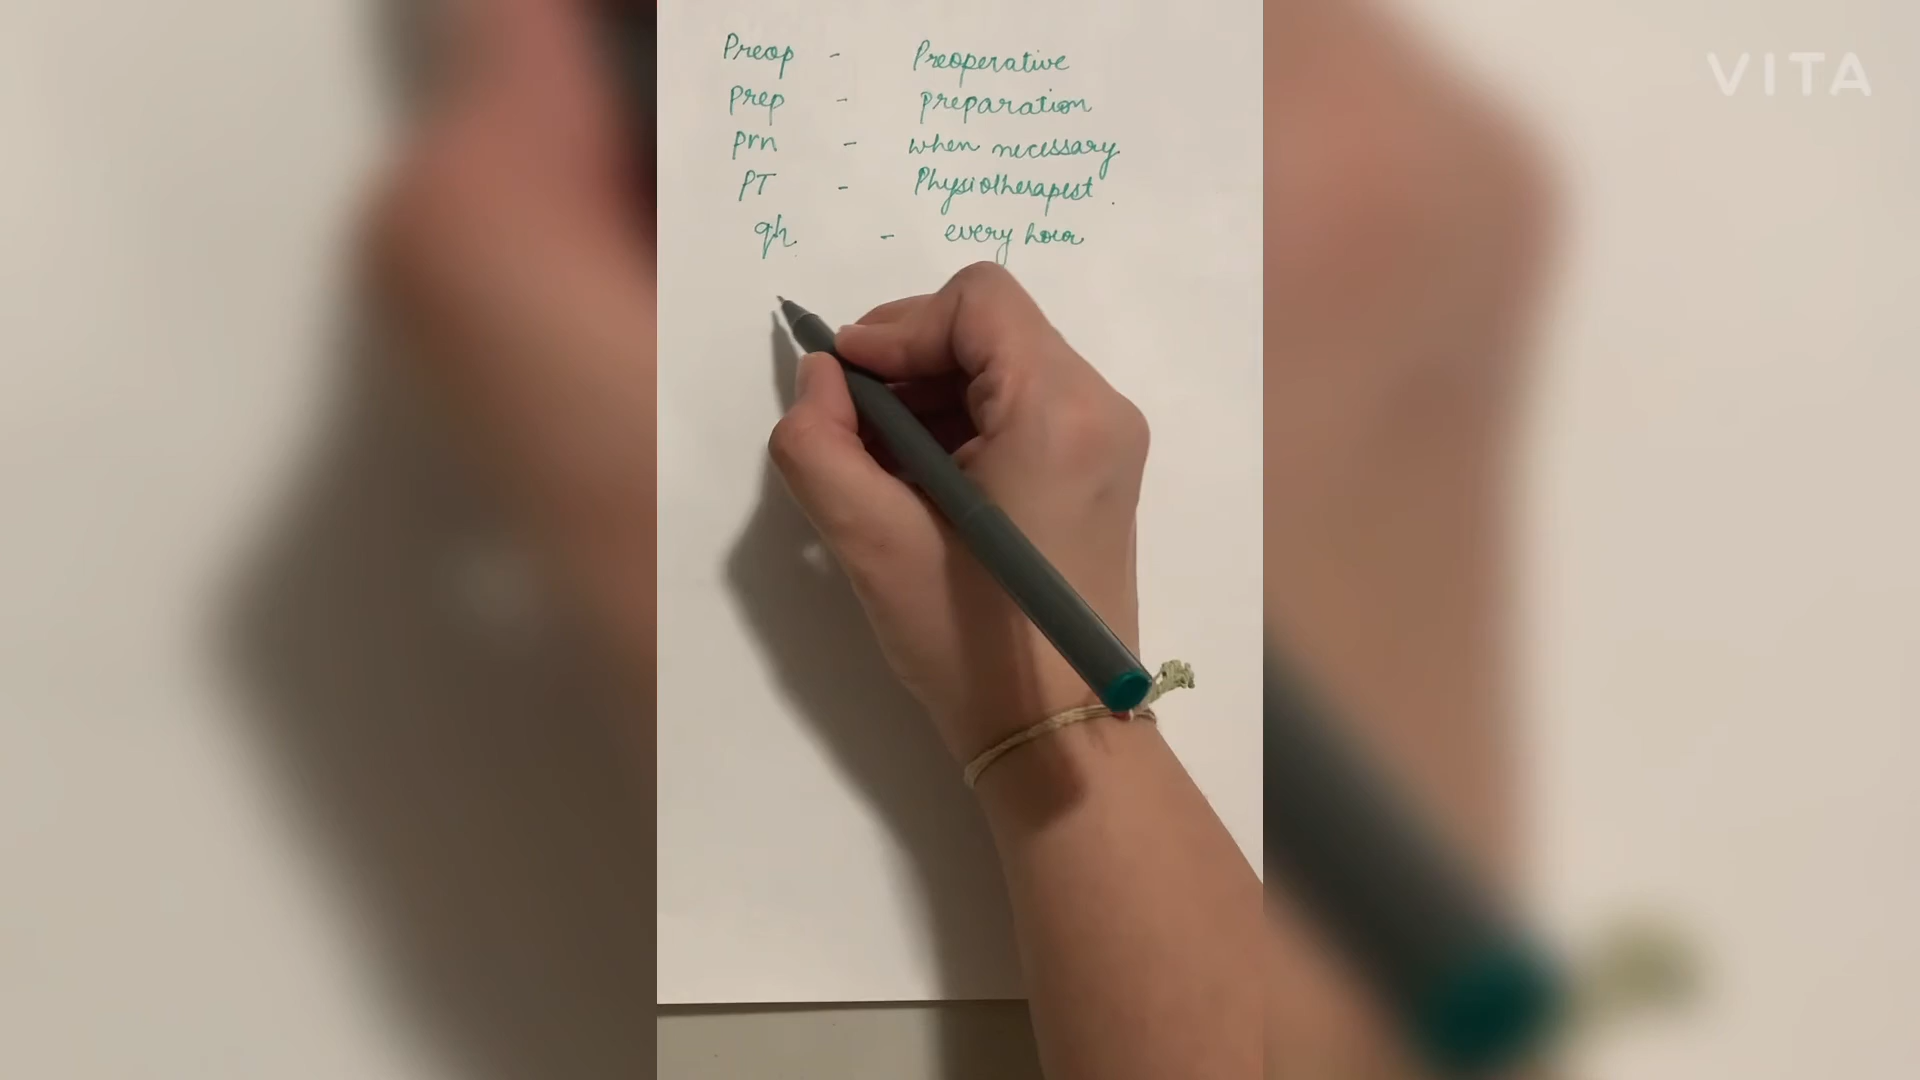 Preop - Preoperative
Prep - preparation
prn - when necessary
PT - Physiotherapist.
qh - every hour
VITA